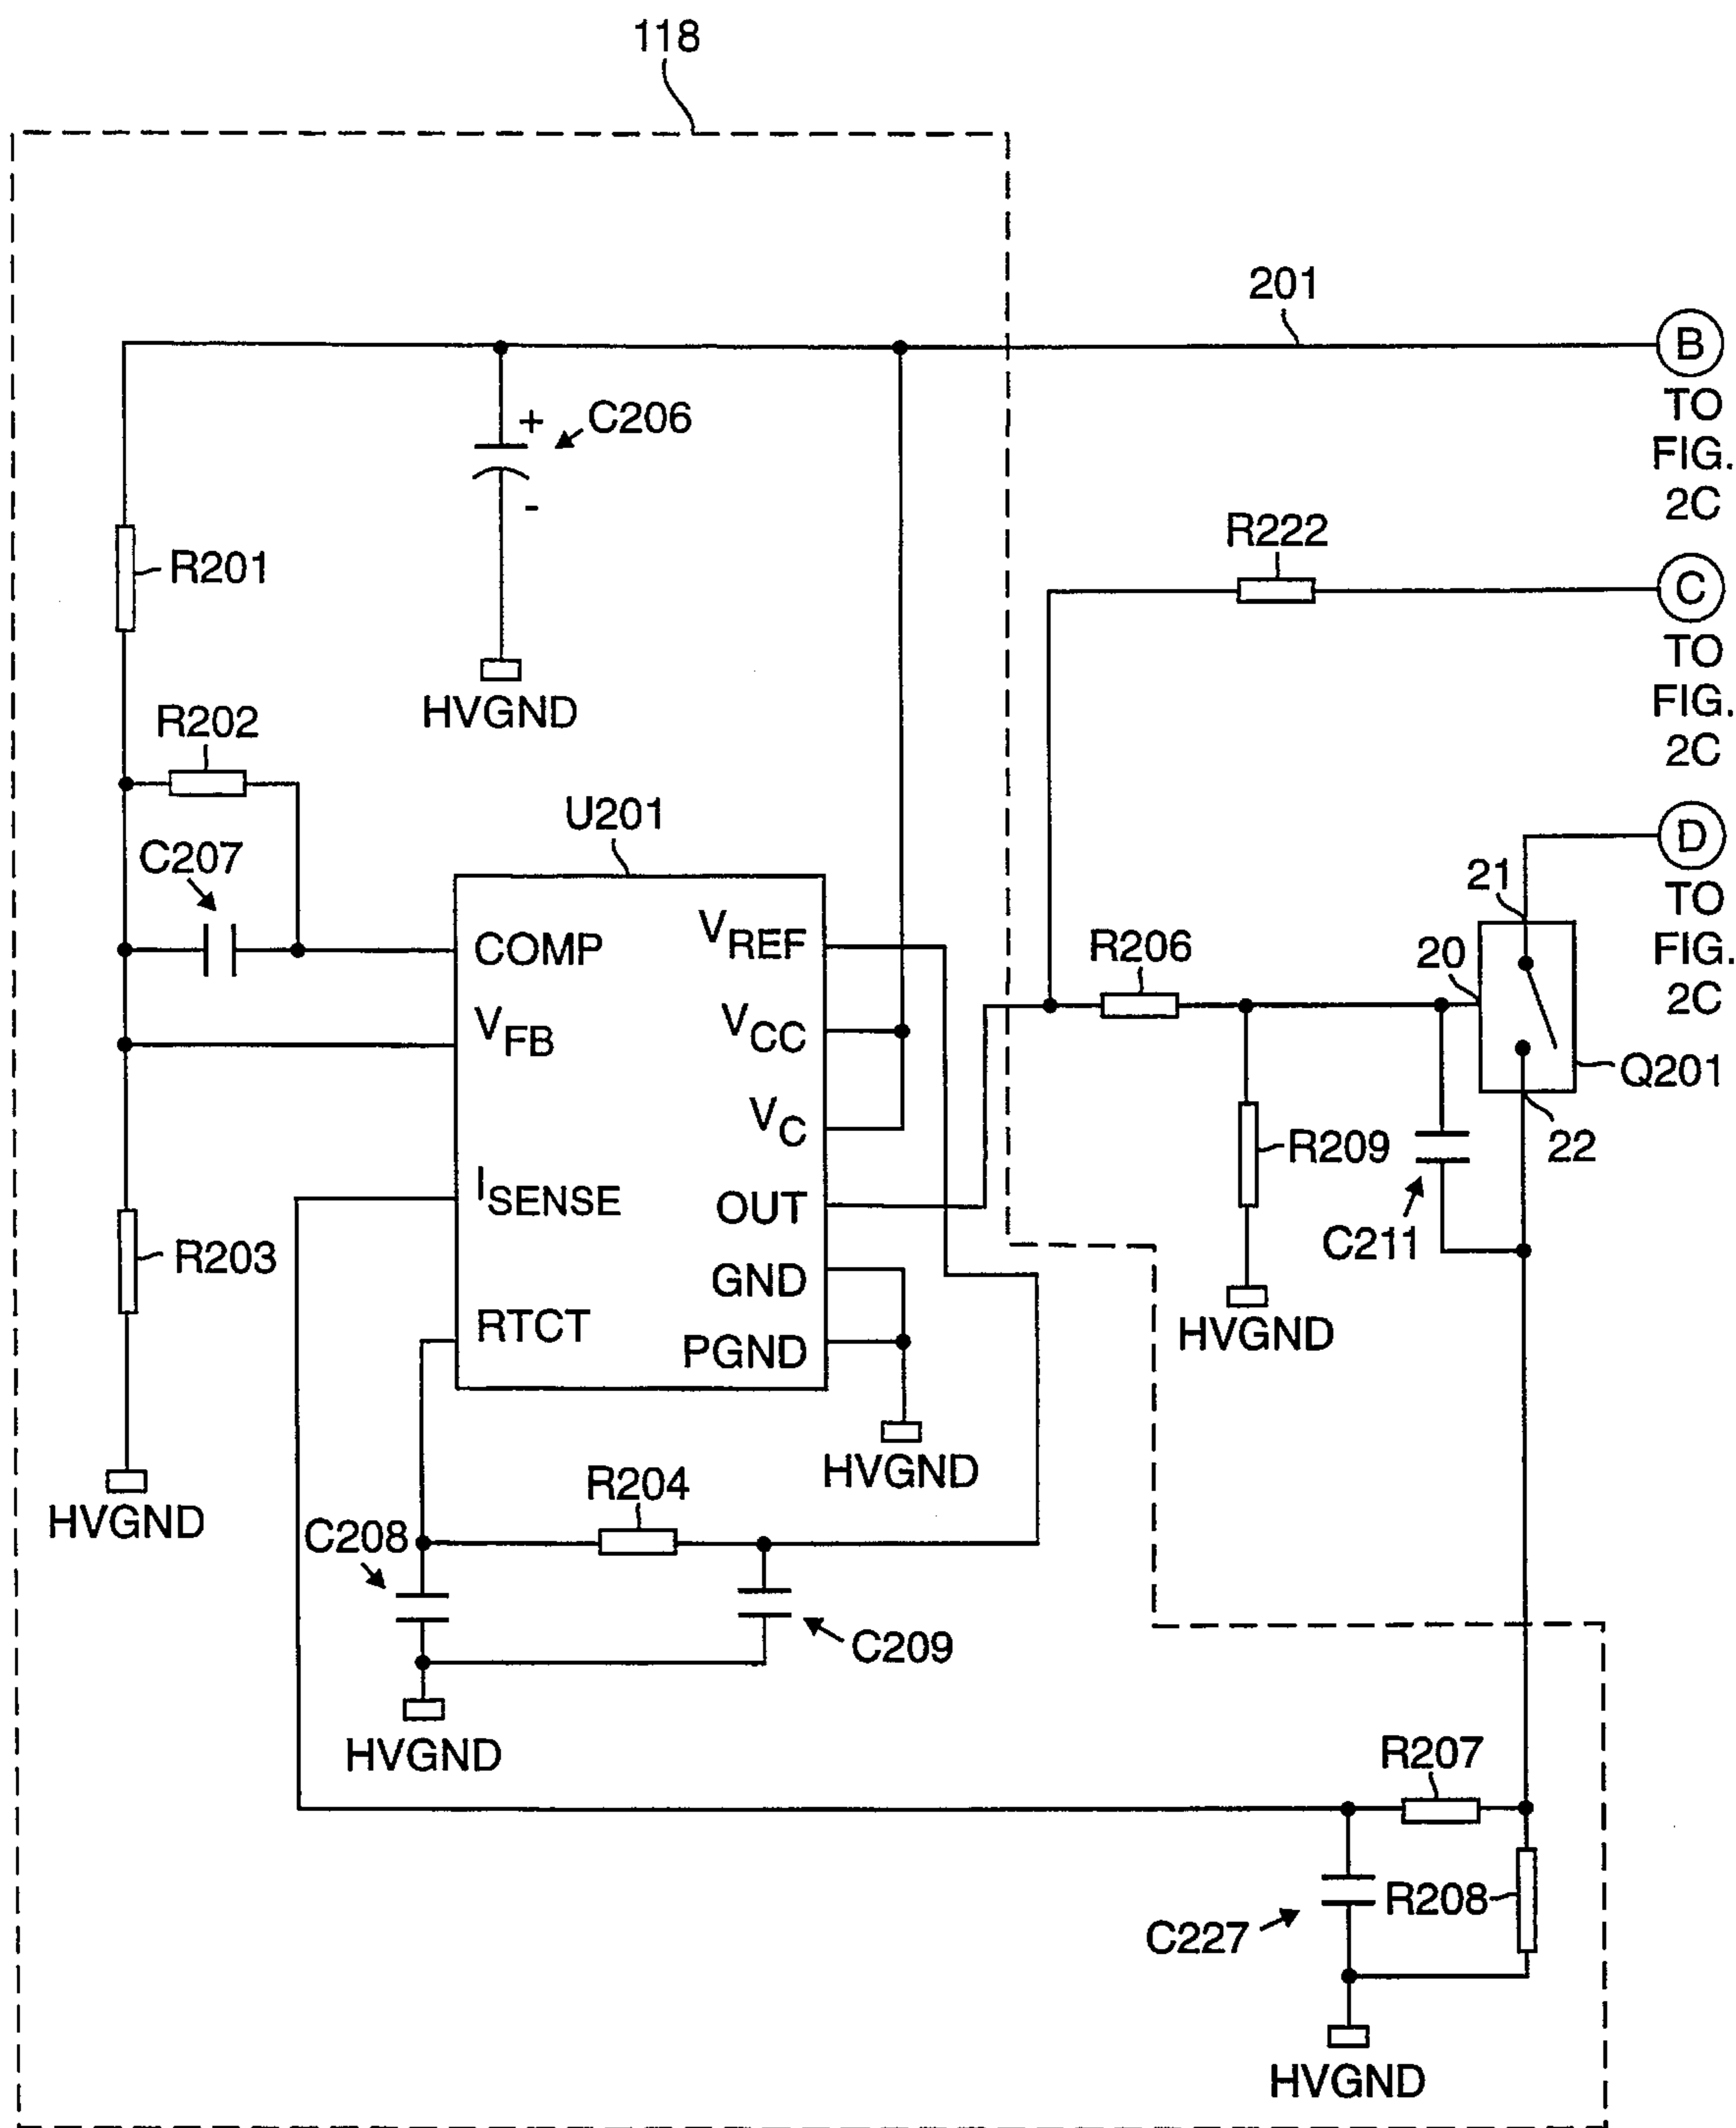 118
201
B
TO
FIG.
2C
+
C206
-
R222
C
TO
FIG.
2C
R201
HVGND
R202
U201
D
TO
FIG.
2C
C207
21
COMP
VREF
R206
20
VFB
VCC
Q201
VC
R209
22
ISENSE
OUT
C211
R203
GND
RTCT
PGND
HVGND
HVGND
HVGND
R204
C208
C209
HVGND
R207
R208
C227
HVGND